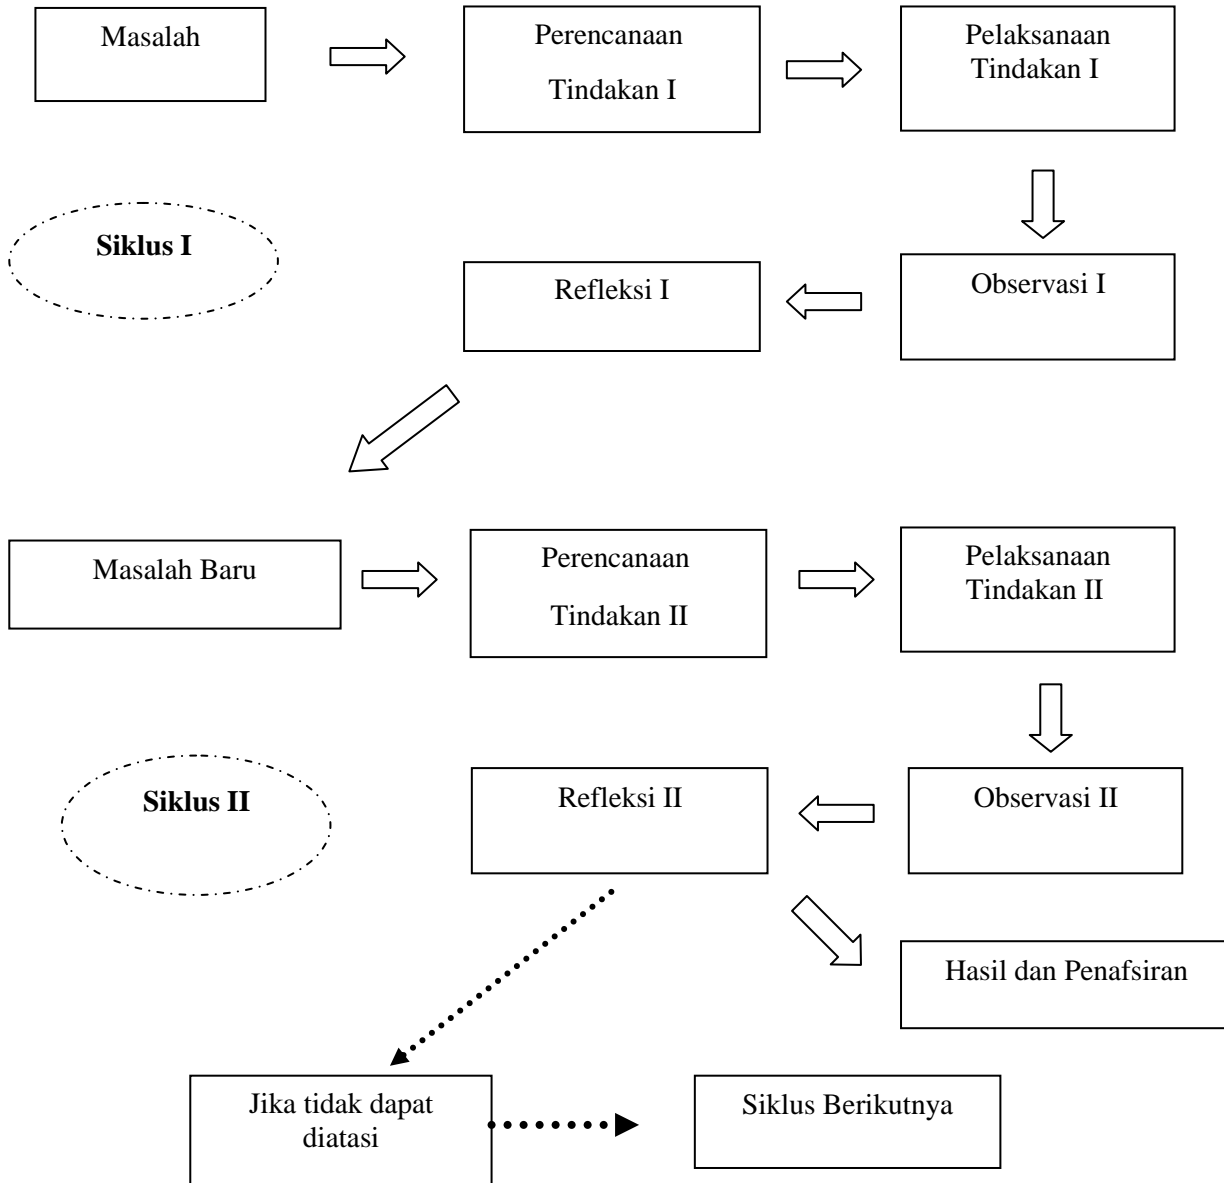 Masalah
Perencanaan
Tindakan I
Pelaksanaan
Tindakan I
Siklus I
Refleksi I
Observasi I
Masalah Baru
Perencanaan
Tindakan II
Pelaksanaan
Tindakan II
Siklus II
Refleksi II
Observasi II
Hasil dan Penafsiran
Jika tidak dapat
diatasi
Siklus Berikutnya